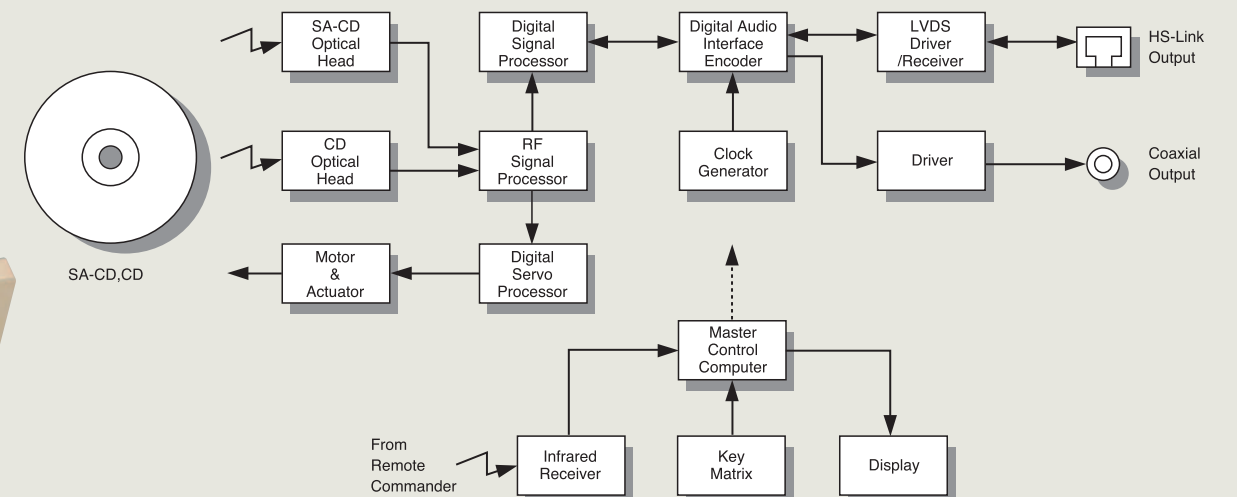 SA-CD
Optical
Head
Digital
Signal
Processor
Digital Audio
Interface
Encoder
LVDS
Driver
/Receiver
HS-Link
Output
CD
Optical
Head
RF
Signal
Processor
Clock
Generator
Driver
Coaxial
Output
SA-CD,CD
Motor
&
Actuator
Digital
Servo
Processor
Master
Control
Computer
From
Remote
Commander
Infrared
Receiver
Key
Matrix
Display